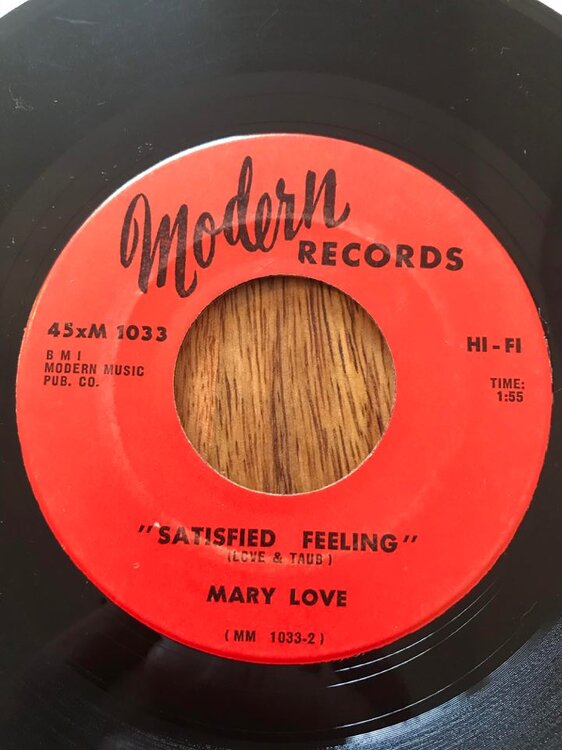 Modern RECORDS
45xM 1033
HI-FI
B M I
MODERN MUSIC
PUB. CO.
TIME:
1:55
"SATISFIED FEELING"
(LOVE & TAUB)
MARY LOVE
(MM 1033-2)